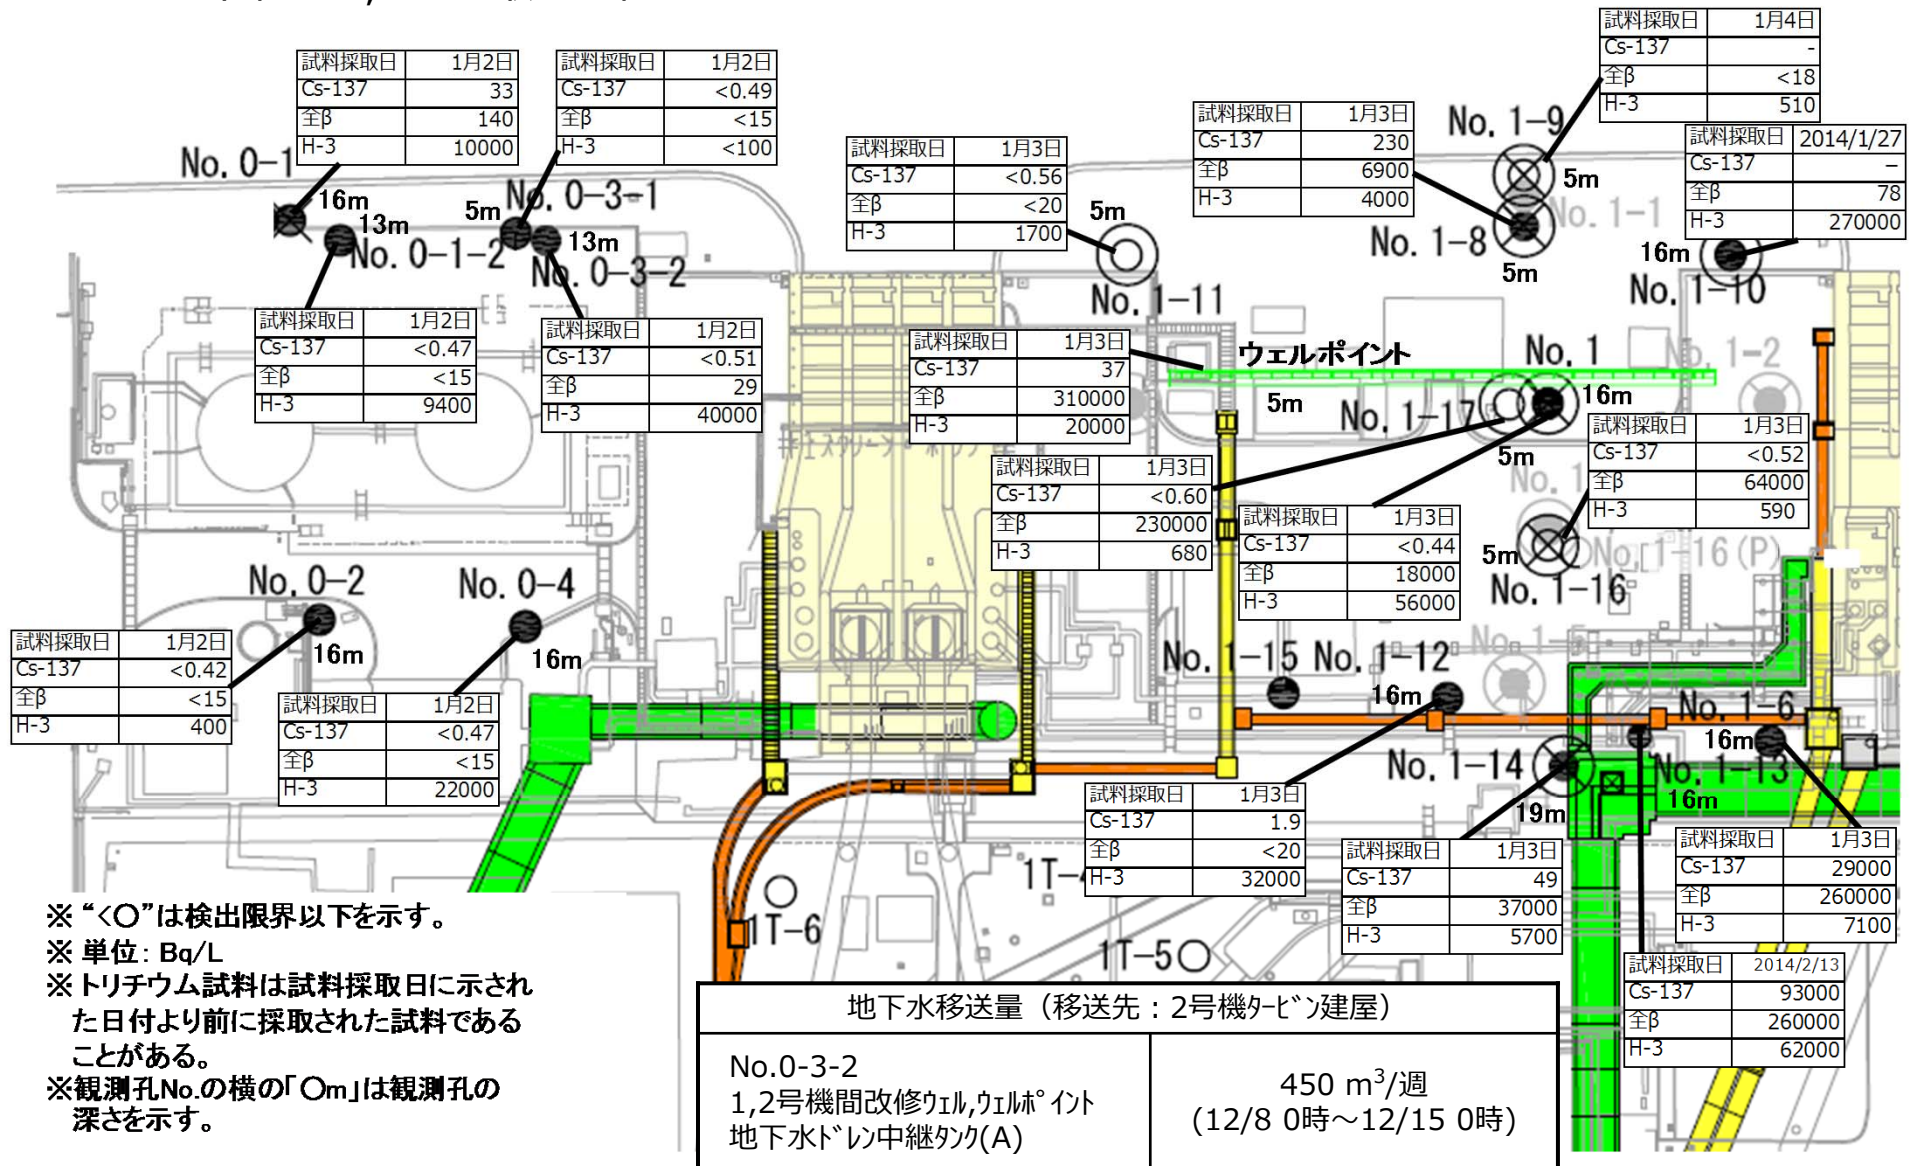 試料採取日 1月4日
Cs-137 -
全β <18
H-3 510
試料採取日 1月2日
Cs-137 33
全β 140
H-3 10000
試料採取日 1月2日
Cs-137 <0.49
全β <15
H-3 <100
試料採取日 1月3日
Cs-137 230
全β 6900
H-3 4000
No. 1-9
試料採取日 2014/1/27
Cs-137 –
全β 78
H-3 270000
試料採取日 1月3日
Cs-137 <0.56
全β <20
H-3 1700
No. 0-1
16m
13m
No. 0-1-2
5m
No. 0-3-1
13m
No. 0-3-2
5m
No. 1-11
5m
No. 1-1
No. 1-8
5m
16m
No. 1-10
試料採取日 1月2日
Cs-137 <0.47
全β <15
H-3 9400
試料採取日 1月2日
Cs-137 <0.51
全β 29
H-3 40000
試料採取日 1月3日
Cs-137 37
全β 310000
H-3 20000
ウェルポイント
5m
No. 1
No. 1-2
16m
No. 1-17
5m
試料採取日 1月3日
Cs-137 <0.52
全β 64000
H-3 590
試料採取日 1月3日
Cs-137 <0.60
全β 230000
H-3 680
試料採取日 1月3日
Cs-137 <0.44
全β 18000
H-3 56000
5m
No. 1-16(P)
No. 1-16
No. 0-2
16m
No. 0-4
16m
試料採取日 1月2日
Cs-137 <0.42
全β <15
H-3 400
試料採取日 1月2日
Cs-137 <0.47
全β <15
H-3 22000
No. 1-15
No. 1-12
16m
No. 1-5
No. 1-6
16m
No. 1-14
19m
No. 1-13
16m
試料採取日 1月3日
Cs-137 1.9
全β <20
H-3 32000
試料採取日 1月3日
Cs-137 49
全β 37000
H-3 5700
試料採取日 1月3日
Cs-137 29000
全β 260000
H-3 7100
試料採取日 2014/2/13
Cs-137 93000
全β 260000
H-3 62000
1T-6
1T-5
※ “<○”は検出限界以下を示す。
※ 単位: Bq/L
※ トリチウム試料は試料採取日に示され
た日付より前に採取された試料である
ことがある。
※観測孔No.の横の「○m」は観測孔の
深さを示す。
地下水移送量（移送先：2号機ﾀｰﾋﾞﾝ建屋）
No.0-3-2
1,2号機間改修ｳｪﾙ,ｳｪﾙﾎﾟｲﾝﾄ
地下水ﾄﾞﾚﾝ中継ﾀﾝｸ(A)
450 m³/週
(12/8 0時～12/15 0時)